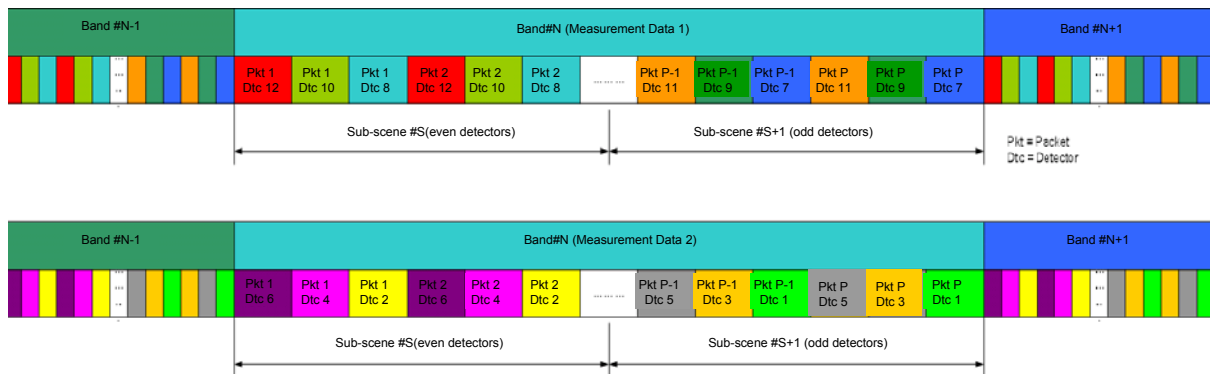 Band #N-1
Band#N (Measurement Data 1)
Band #N+1
Pkt 1 Dtc 12
Pkt 1 Dtc 10
Pkt 1 Dtc 8
Pkt 2 Dtc 12
Pkt 2 Dtc 10
Pkt 2 Dtc 8
Pkt P-1 Dtc 11
Pkt P-1 Dtc 9
Pkt P-1 Dtc 7
Pkt P Dtc 11
Pkt P Dtc 9
Pkt P Dtc 7
Sub-scene #S(even detectors)
Sub-scene #S+1 (odd detectors)
Pkt = Packet
Dtc = Detector
Band #N-1
Band#N (Measurement Data 2)
Band #N+1
Pkt 1 Dtc 6
Pkt 1 Dtc 4
Pkt 1 Dtc 2
Pkt 2 Dtc 6
Pkt 2 Dtc 4
Pkt 2 Dtc 2
Pkt P-1 Dtc 5
Pkt P-1 Dtc 3
Pkt P-1 Dtc 1
Pkt P Dtc 5
Pkt P Dtc 3
Pkt P Dtc 1
Sub-scene #S(even detectors)
Sub-scene #S+1 (odd detectors)